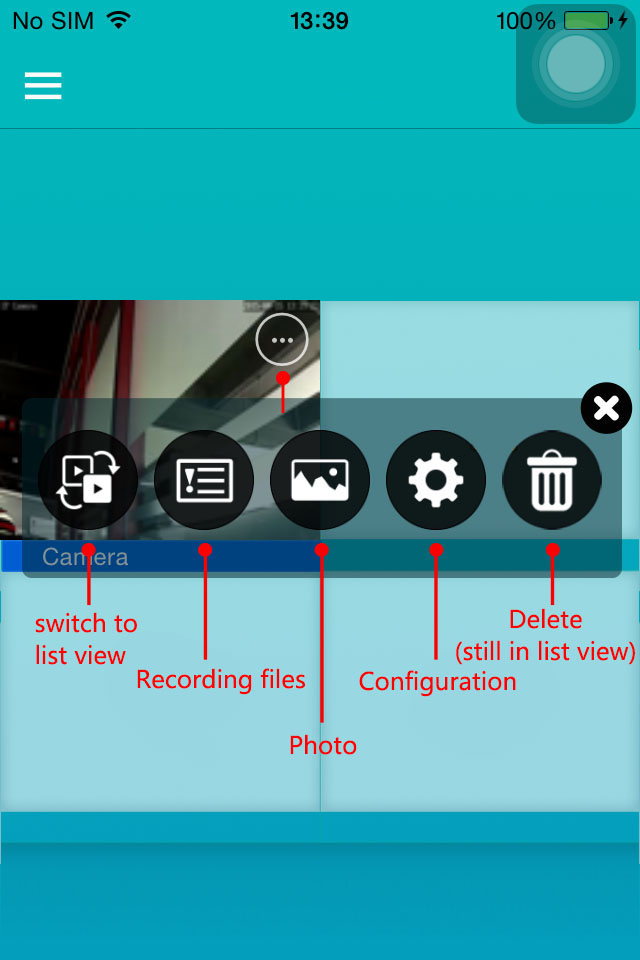 No SIM 13:39 100%
Camera
switch to
list view
Recording files
Photo
Configuration
Delete
(still in list view)